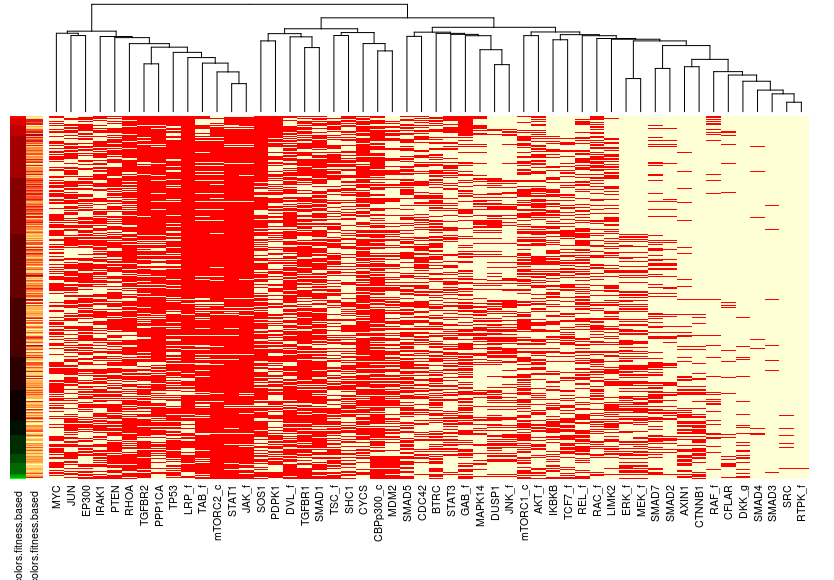 colors.fitness.based
colors.fitness.based
MYC
JUN
EP300
IRAK1
PTEN
RHOA
TGFBR2
PPP1CA
TP53
LRP_f
TAB_f
mTORC2_c
STAT1
JAK_f
SOS1
PDPK1
DVL_f
TGFBR1
SMAD1
TSC_f
SHC1
CYCS
CBPp300_c
MDM2
SMAD5
CDC42
BTRC
STAT3
GAB_f
MAPK14
DUSP1
JNK_f
mTORC1_c
AKT_f
IKBKB
TCF7_f
REL_f
RAC_f
LIMK2
ERK_f
MEK_f
SMAD7
SMAD2
AXIN1
CTNNB1
RAF_f
CFLAR
DKK_g
SMAD4
SMAD3
SRC
RTPK_f